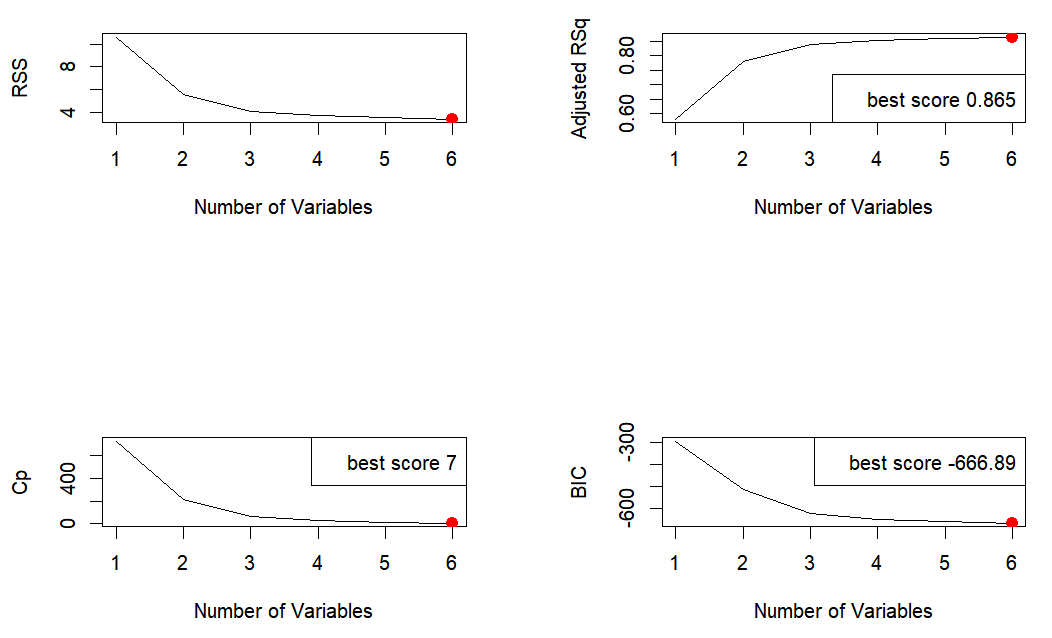 RSS
8
4
1 2 3 4 5 6
Number of Variables
Adjusted RSq
0.80
0.60
best score 0.865
1 2 3 4 5 6
Number of Variables
Cp
400
0
best score 7
1 2 3 4 5 6
Number of Variables
BIC
-300
-600
best score -666.89
1 2 3 4 5 6
Number of Variables